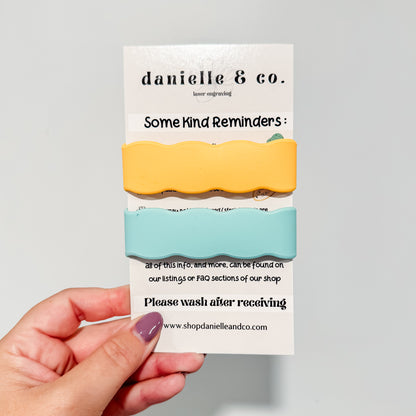 danielle & co.
laser engraving
Some Kind Reminders:
all of this info, and more, can be found on
our listings or FAQ sections of our shop
Please wash after receiving
www.shopdanielleandco.com